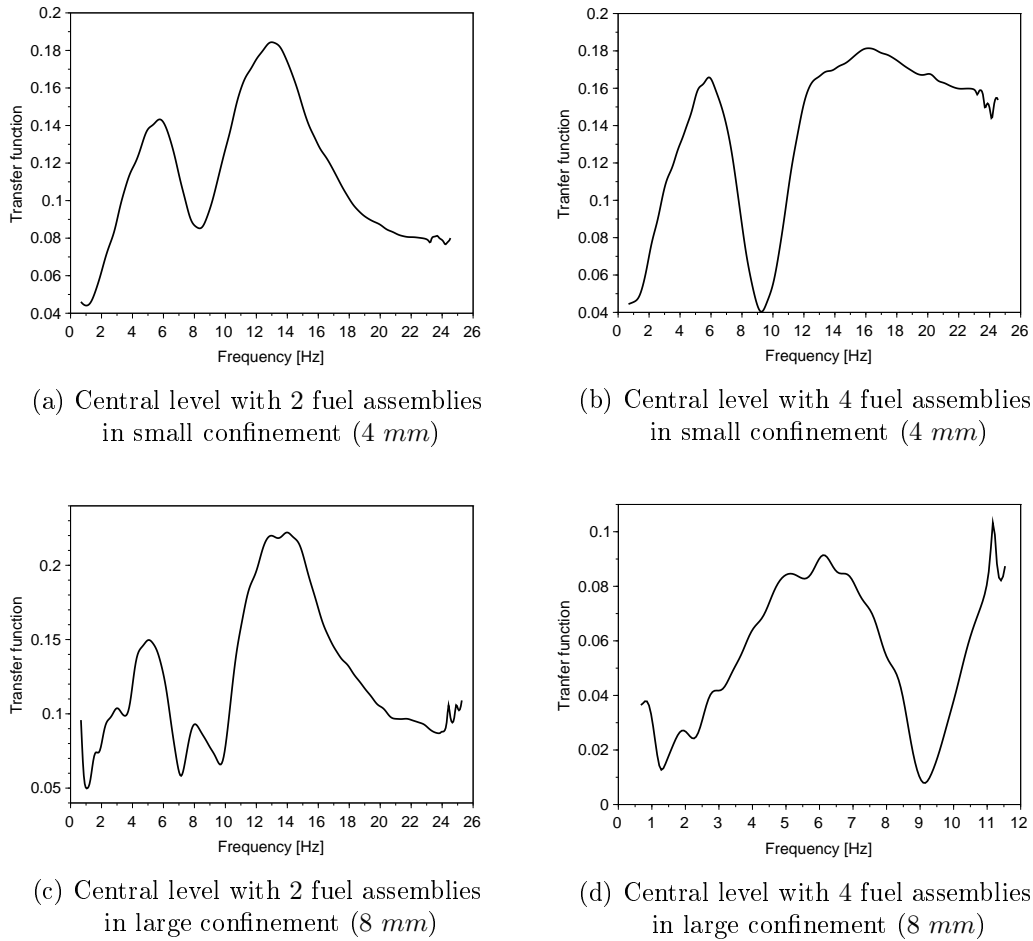 0.2
0.18
0.16
0.14
0.12
0.1
0.08
0.06
0.04
Transfer function
0 2 4 6 8 10 12 14 16 18 20 22 24 26
Frequency [Hz]
(a) Central level with 2 fuel assemblies
in small confinement (4 mm)
0.2
0.18
0.16
0.14
0.12
0.1
0.08
0.06
0.04
Tranfer function
0 2 4 6 8 10 12 14 16 18 20 22 24 26
Frequency [Hz]
(b) Central level with 4 fuel assemblies
in small confinement (4 mm)
0.2
0.15
0.1
0.05
Transfer function
0 2 4 6 8 10 12 14 16 18 20 22 24 26
Frequency [Hz]
(c) Central level with 2 fuel assemblies
in large confinement (8 mm)
0.1
0.08
0.06
0.04
0.02
0
Tranfer function
0 1 2 3 4 5 6 7 8 9 10 11 12
Frequency [Hz]
(d) Central level with 4 fuel assemblies
in large confinement (8 mm)